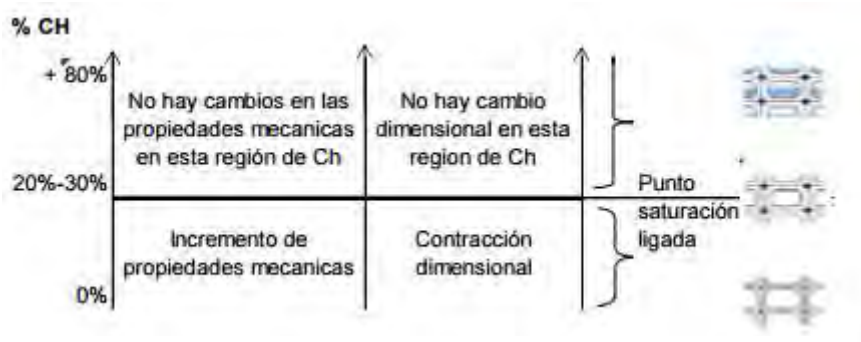 % CH
+ 80%
No hay cambios en las
propiedades mecanicas
en esta región de Ch
No hay cambio
dimensional en esta
region de Ch
20%-30%
Punto
saturación
ligada
Incremento de
propiedades mecanicas
Contracción
dimensional
0%